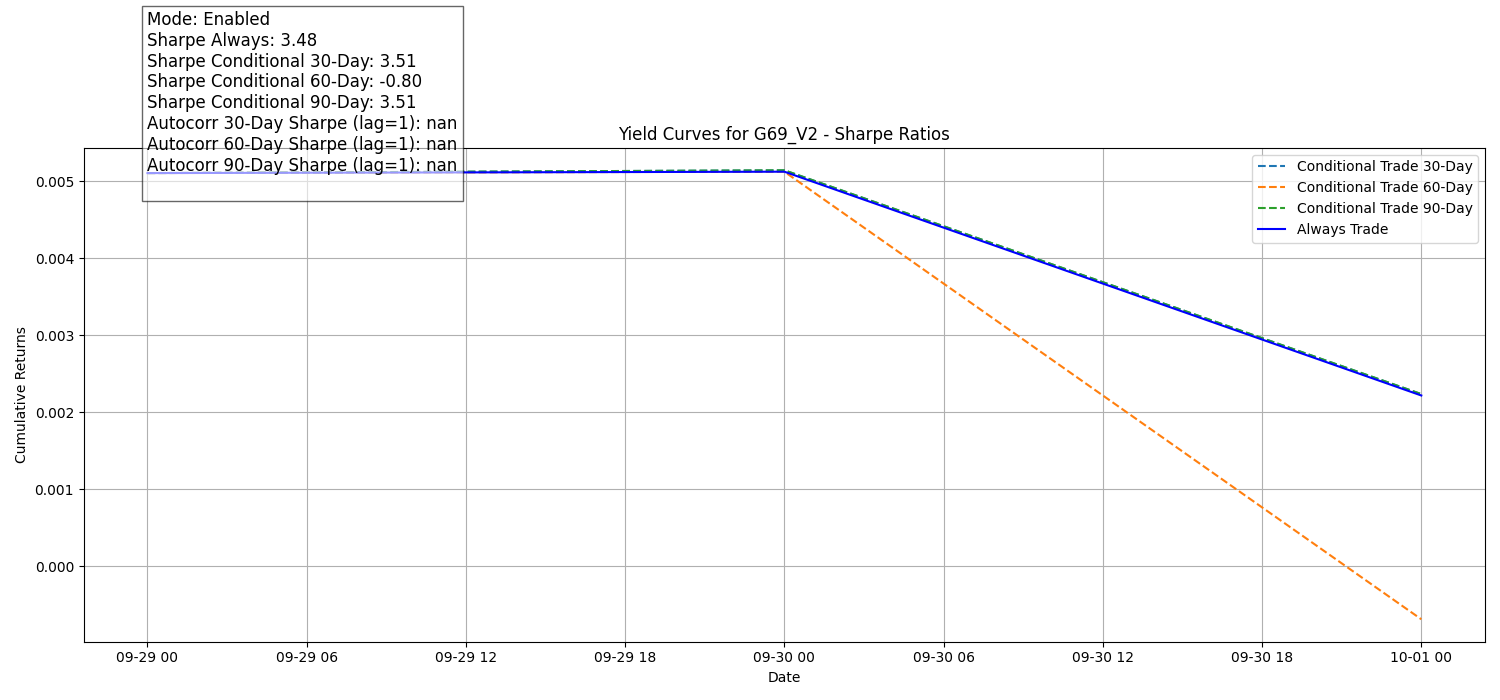 Mode: Enabled
Sharpe Always: 3.48
Sharpe Conditional 30-Day: 3.51
Sharpe Conditional 60-Day: -0.80
Sharpe Conditional 90-Day: 3.51
Autocorr 30-Day Sharpe (lag=1): nan
Autocorr 60-Day Sharpe (lag=1): nan
Autocorr 90-Day Sharpe (lag=1): nan
Yield Curves for G69_V2 - Sharpe Ratios
Conditional Trade 30-Day
Conditional Trade 60-Day
Conditional Trade 90-Day
Always Trade
Cumulative Returns
0.005
0.004
0.003
0.002
0.001
0.000
09-29 00
09-29 06
09-29 12
09-29 18
09-30 00
09-30 06
09-30 12
09-30 18
10-01 00
Date